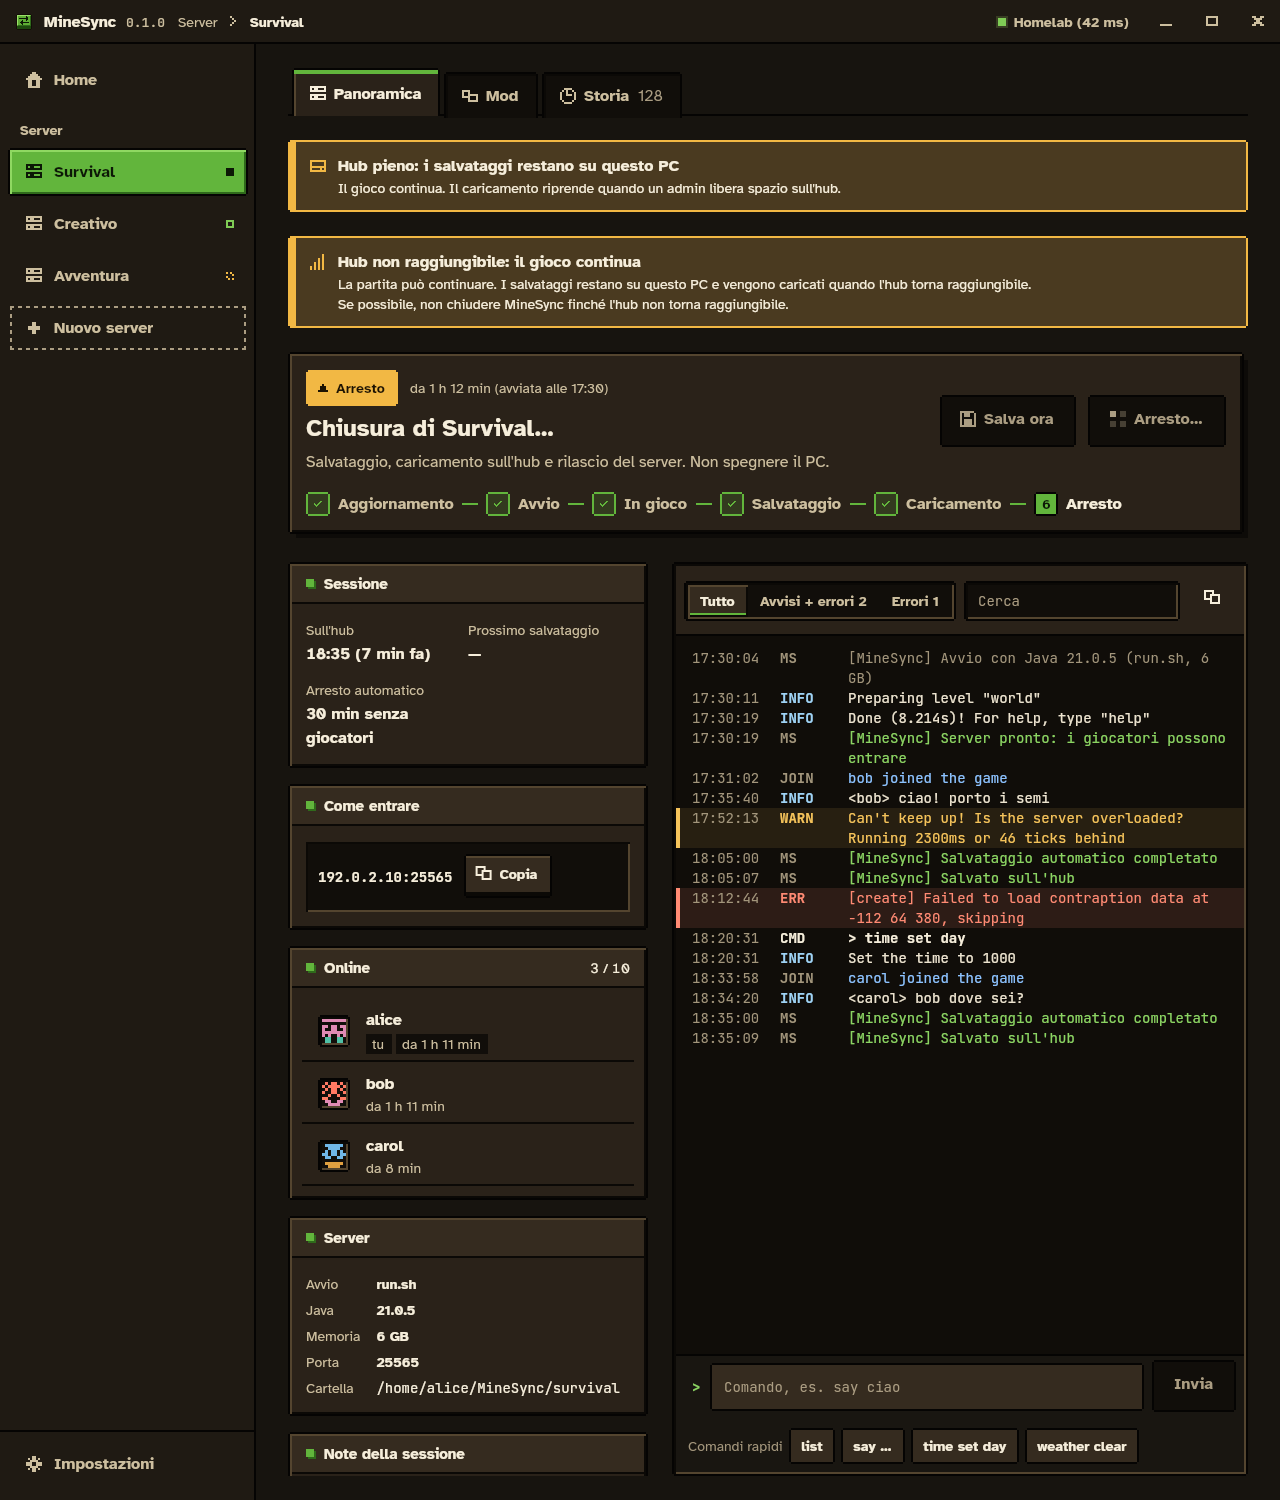 MineSync 0.1.0 Server Survival
Homelab (42 ms)
Home
Server
Survival
Creativo
Avventura
Nuovo server
Impostazioni
Panoramica
Mod
Storia 128
Hub pieno: i salvataggi restano su questo PC
Il gioco continua. Il caricamento riprende quando un admin libera spazio sull'hub.
Hub non raggiungibile: il gioco continua
La partita può continuare. I salvataggi restano su questo PC e vengono caricati quando l'hub torna raggiungibile.
Se possibile, non chiudere MineSync finché l'hub non torna raggiungibile.
Arresto da 1 h 12 min (avviata alle 17:30)
Chiusura di Survival...
Salvataggio, caricamento sull'hub e rilascio del server. Non spegnere il PC.
Salva ora
Arresto...
Aggiornamento Avvio In gioco Salvataggio Caricamento 6 Arresto
Sessione
Sull'hub
18:35 (7 min fa)
Prossimo salvataggio
—
Arresto automatico
30 min senza
giocatori
Come entrare
192.0.2.10:25565 Copia
Online 3 / 10
alice
tu da 1 h 11 min
bob
da 1 h 11 min
carol
da 8 min
Server
Avvio run.sh
Java 21.0.5
Memoria 6 GB
Porta 25565
Cartella /home/alice/MineSync/survival
Note della sessione
Tutto Avvisi + errori 2 Errori 1 Cerca
17:30:04 MS [MineSync] Avvio con Java 21.0.5 (run.sh, 6
GB)
17:30:11 INFO Preparing level "world"
17:30:19 INFO Done (8.214s)! For help, type "help"
17:30:19 MS [MineSync] Server pronto: i giocatori possono
entrare
17:31:02 JOIN bob joined the game
17:35:40 INFO <bob> ciao! porto i semi
17:52:13 WARN Can't keep up! Is the server overloaded?
Running 2300ms or 46 ticks behind
18:05:00 MS [MineSync] Salvataggio automatico completato
18:05:07 MS [MineSync] Salvato sull'hub
18:12:44 ERR [create] Failed to load contraption data at
-112 64 380, skipping
18:20:31 CMD > time set day
18:20:31 INFO Set the time to 1000
18:33:58 JOIN carol joined the game
18:34:20 INFO <carol> bob dove sei?
18:35:00 MS [MineSync] Salvataggio automatico completato
18:35:09 MS [MineSync] Salvato sull'hub
> Comando, es. say ciao Invia
Comandi rapidi list say ... time set day weather clear